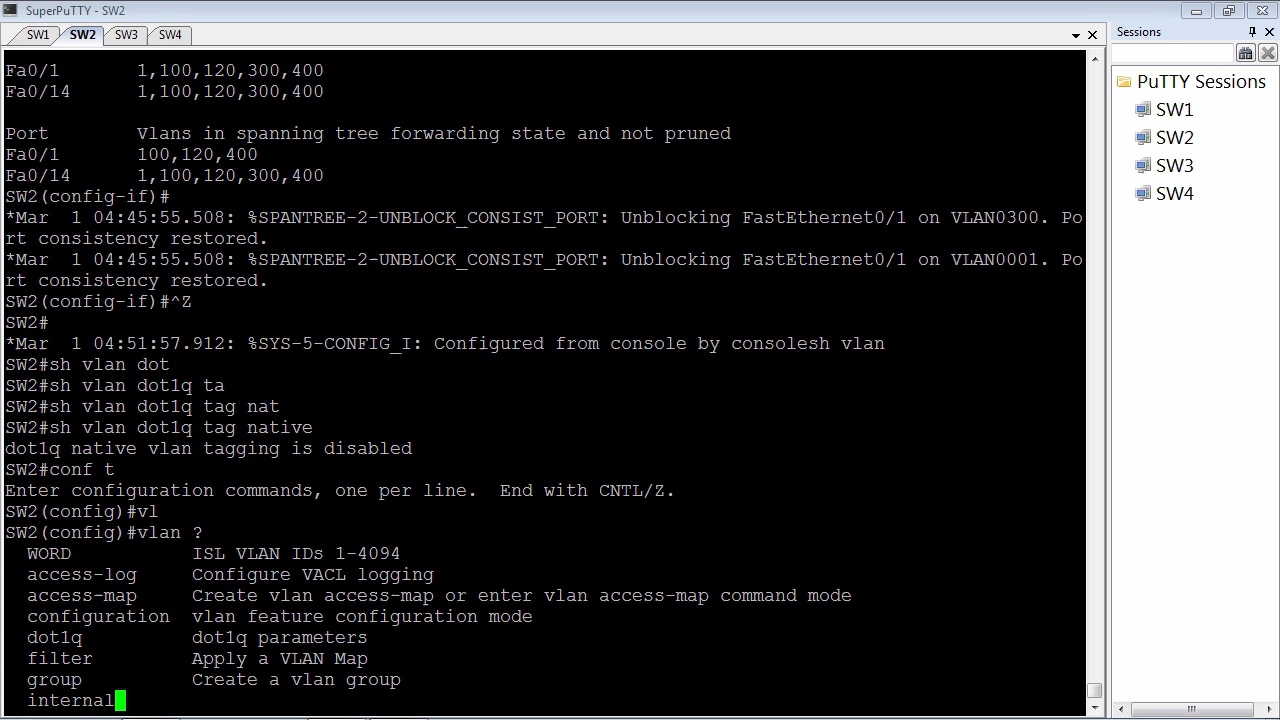 SuperPuTTY - SW2
SW1 SW2 SW3 SW4
Fa0/1 1,100,120,300,400
Fa0/14 1,100,120,300,400
Port Vlans in spanning tree forwarding state and not pruned
Fa0/1 100,120,400
Fa0/14 1,100,120,300,400
SW2(config-if)#
*Mar 1 04:45:55.508: %SPANTREE-2-UNBLOCK_CONSIST_PORT: Unblocking FastEthernet0/1 on VLAN0300. Po
rt consistency restored.
*Mar 1 04:45:55.508: %SPANTREE-2-UNBLOCK_CONSIST_PORT: Unblocking FastEthernet0/1 on VLAN0001. Po
rt consistency restored.
SW2(config-if)#^Z
SW2#
*Mar 1 04:51:57.912: %SYS-5-CONFIG_I: Configured from console by consolesh vlan
SW2#sh vlan dot
SW2#sh vlan dot1q ta
SW2#sh vlan dot1q tag nat
SW2#sh vlan dot1q tag native
dot1q native vlan tagging is disabled
SW2#conf t
Enter configuration commands, one per line. End with CNTL/Z.
SW2(config)#vl
SW2(config)#vlan ?
WORD ISL VLAN IDs 1-4094
access-log Configure VACL logging
access-map Create vlan access-map or enter vlan access-map command mode
configuration vlan feature configuration mode
dot1q dot1q parameters
filter Apply a VLAN Map
group Create a vlan group
internal
Sessions
PuTTY Sessions
SW1
SW2
SW3
SW4